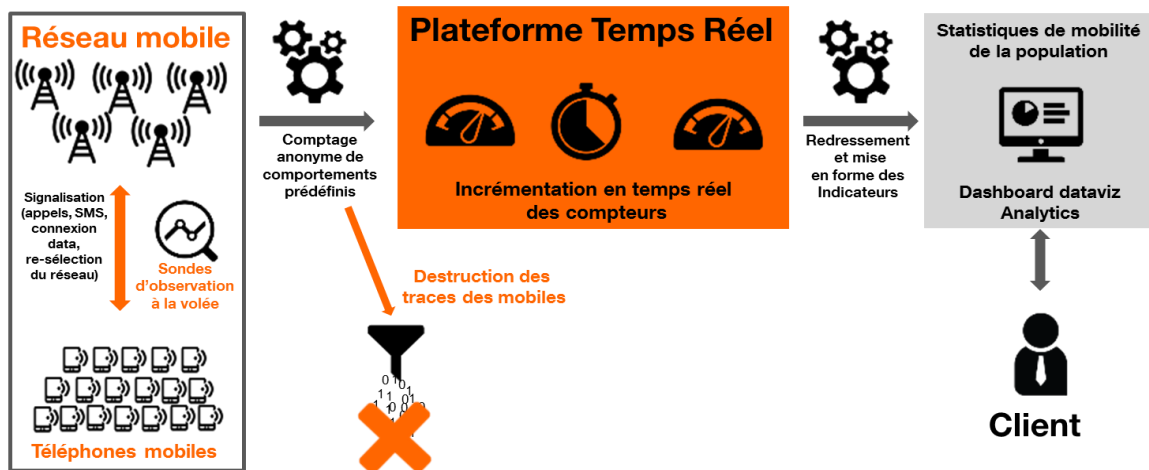 Réseau mobile
Signalisation
(appels, SMS,
connexion
data,
re-sélection
du réseau)
Sondes
d'observation
à la volée
Téléphones mobiles
Comptage
anonyme de
comportements
prédéfinis
Destruction des
traces des mobiles
Plateforme Temps Réel
Incrémentation en temps réel
des compteurs
Redressement
et mise
en forme des
Indicateurs
Statistiques de mobilité
de la population
Dashboard dataviz
Analytics
Client